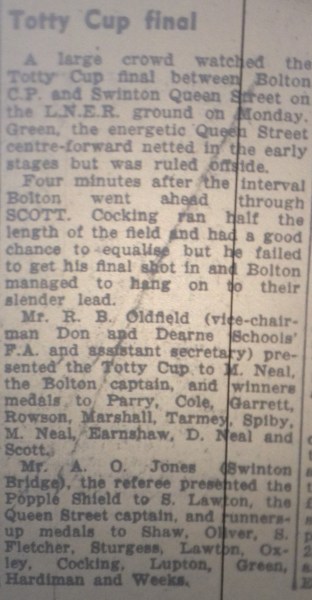 Totty Cup final
A large crowd watched the
Totty Cup final between Bolton
C.P. and Swinton Queen Street on
the L.N.E.R. ground on Monday.
Green, the energetic Queen Street
centre-forward netted in the early
stages but was ruled offside.
Four minutes after the interval
Bolton went ahead through
SCOTT. Cocking ran half the
length of the field and had a good
chance to equalise but he failed
to get his final shot in and Bolton
managed to hang on to their
slender lead.
Mr. R. B. Oldfield (vice-chair-
man Don and Dearne Schools'
F.A. and assistant secretary) pre-
sented the Totty Cup to M. Neal,
the Bolton captain, and winners
medals to Parry, Cole, Garrett,
Rowson, Marshall, Tarmey, Spiby,
M. Neal, Earnshaw, D. Neal and
Scott.
Mr. A. O. Jones (Swinton
Bridge), the referee presented the
Popple Shield to S. Lawton, the
Queen Street captain, and runners-
up medals to Shaw, Oliver, S.
Fletcher, Sturgess, Lawton, Ox-
ley, Cocking, Lupton, Green,
Hardiman and Weeks.